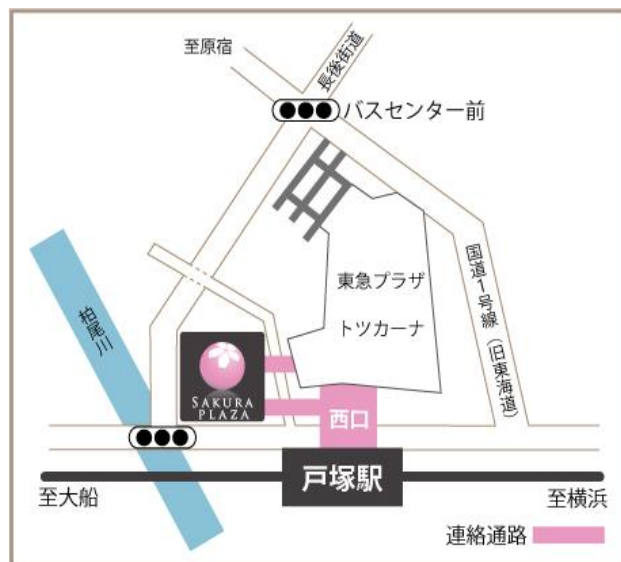 至原宿
長後街道
バスセンター前
東急プラザ
トツカーナ
国道1号線（旧東海道）
柏尾川
SAKURA
PLAZA
西口
戸塚駅
至大船
至横浜
連絡通路